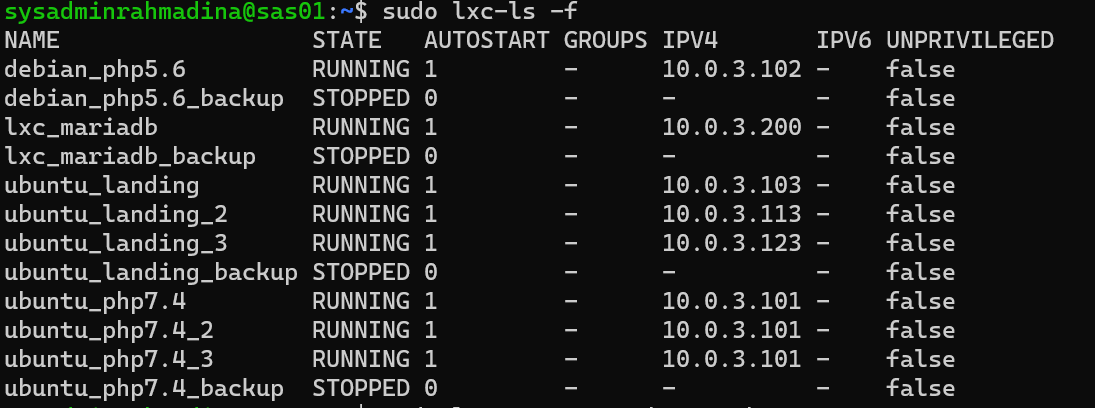 sysadminrahmadina@sas01:~$ sudo lxc-ls -f
NAME STATE AUTOSTART GROUPS IPV4 IPV6 UNPRIVILEGED
debian_php5.6 RUNNING 1 - 10.0.3.102 - false
debian_php5.6_backup STOPPED 0 - - - false
lxc_mariadb RUNNING 1 - 10.0.3.200 - false
lxc_mariadb_backup STOPPED 0 - - - false
ubuntu_landing RUNNING 1 - 10.0.3.103 - false
ubuntu_landing_2 RUNNING 1 - 10.0.3.113 - false
ubuntu_landing_3 RUNNING 1 - 10.0.3.123 - false
ubuntu_landing_backup STOPPED 0 - - - false
ubuntu_php7.4 RUNNING 1 - 10.0.3.101 - false
ubuntu_php7.4_2 RUNNING 1 - 10.0.3.101 - false
ubuntu_php7.4_3 RUNNING 1 - 10.0.3.101 - false
ubuntu_php7.4_backup STOPPED 0 - - - false